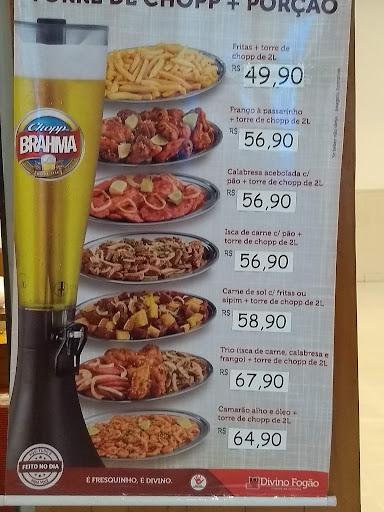 TORRE DE CHOPP + PORÇÃO
Fritas + torre de
chopp de 2L
R$ 49,90
Frango à passarinho
+ torre de chopp de 2L
R$ 56,90
Calabresa acebolada c/
pão + torre de chopp de 2L
R$ 56,90
Isca de carne c/ pão +
torre de chopp de 2L
R$ 56,90
Carne de sol c/ fritas ou
aipim + torre de chopp de 2L
R$ 58,90
Trio (isca de carne, calabresa e
frango) + torre de chopp de 2L
R$ 67,90
Camarão alho e óleo +
torre de chopp de 2L
R$ 64,90
Chopp
BRAHMA
FEITO NO DIA
É FRESQUINHO, É DIVINO.
Divino Fogão